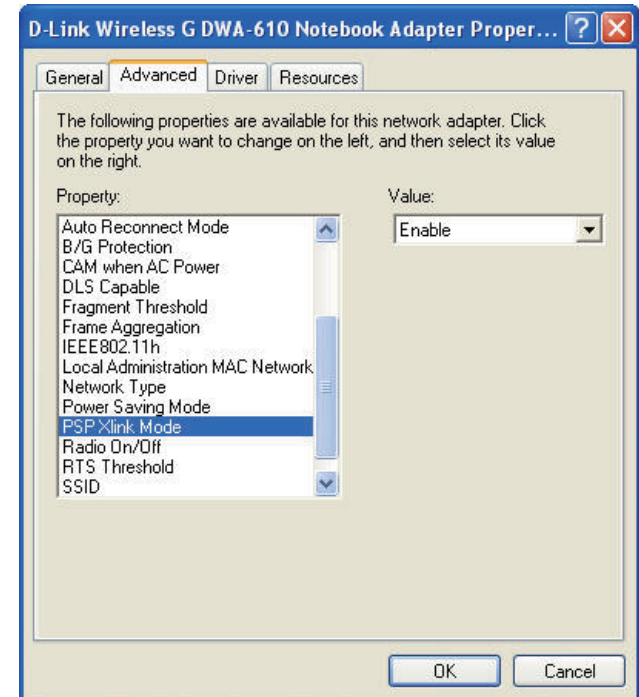 D-Link Wireless G DWA-610 Notebook Adapter Proper...
General Advanced Driver Resources
The following properties are available for this network adapter. Click
the property you want to change on the left, and then select its value
on the right.
Property:
Value:
Auto Reconnect Mode
Enable
B/G Protection
CAM when AC Power
DLS Capable
Fragment Threshold
Frame Aggregation
IEEE802.11h
Local Administration MAC Network
Network Type
Power Saving Mode
PSP Xlink Mode
Radio On/Off
RTS Threshold
SSID
OK
Cancel